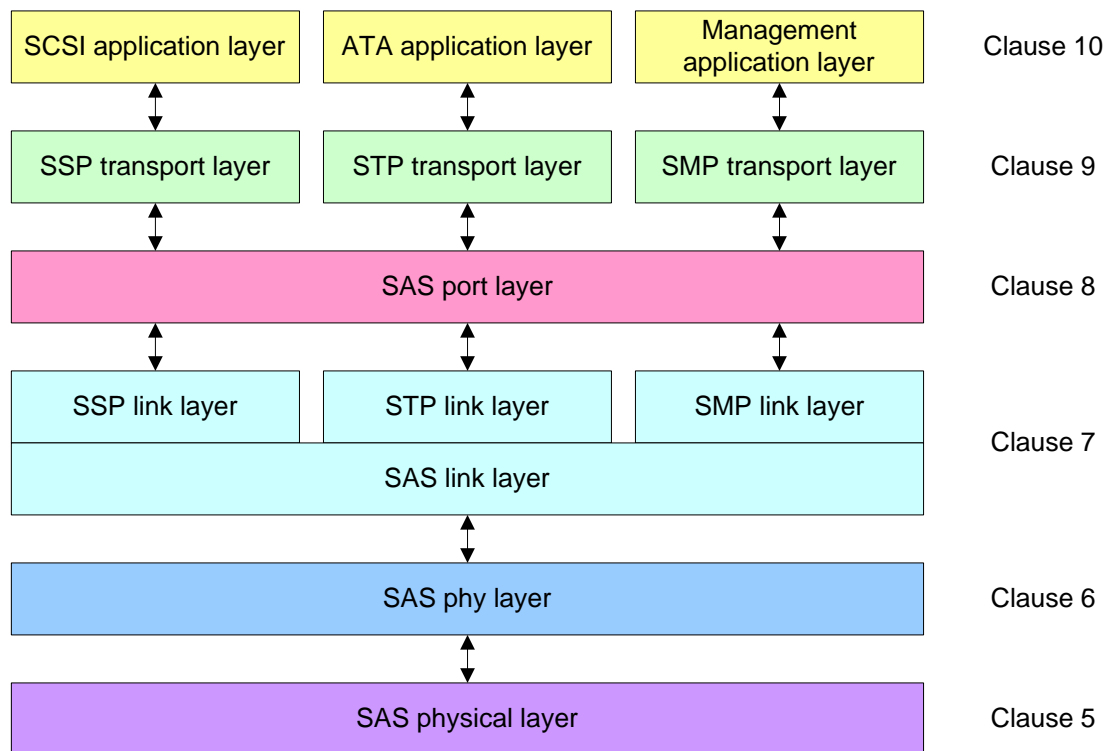 SCSI application layer
ATA application layer
Management
application layer
Clause 10
SSP transport layer
STP transport layer
SMP transport layer
Clause 9
SAS port layer
Clause 8
SSP link layer
STP link layer
SMP link layer
Clause 7
SAS link layer
SAS phy layer
Clause 6
SAS physical layer
Clause 5